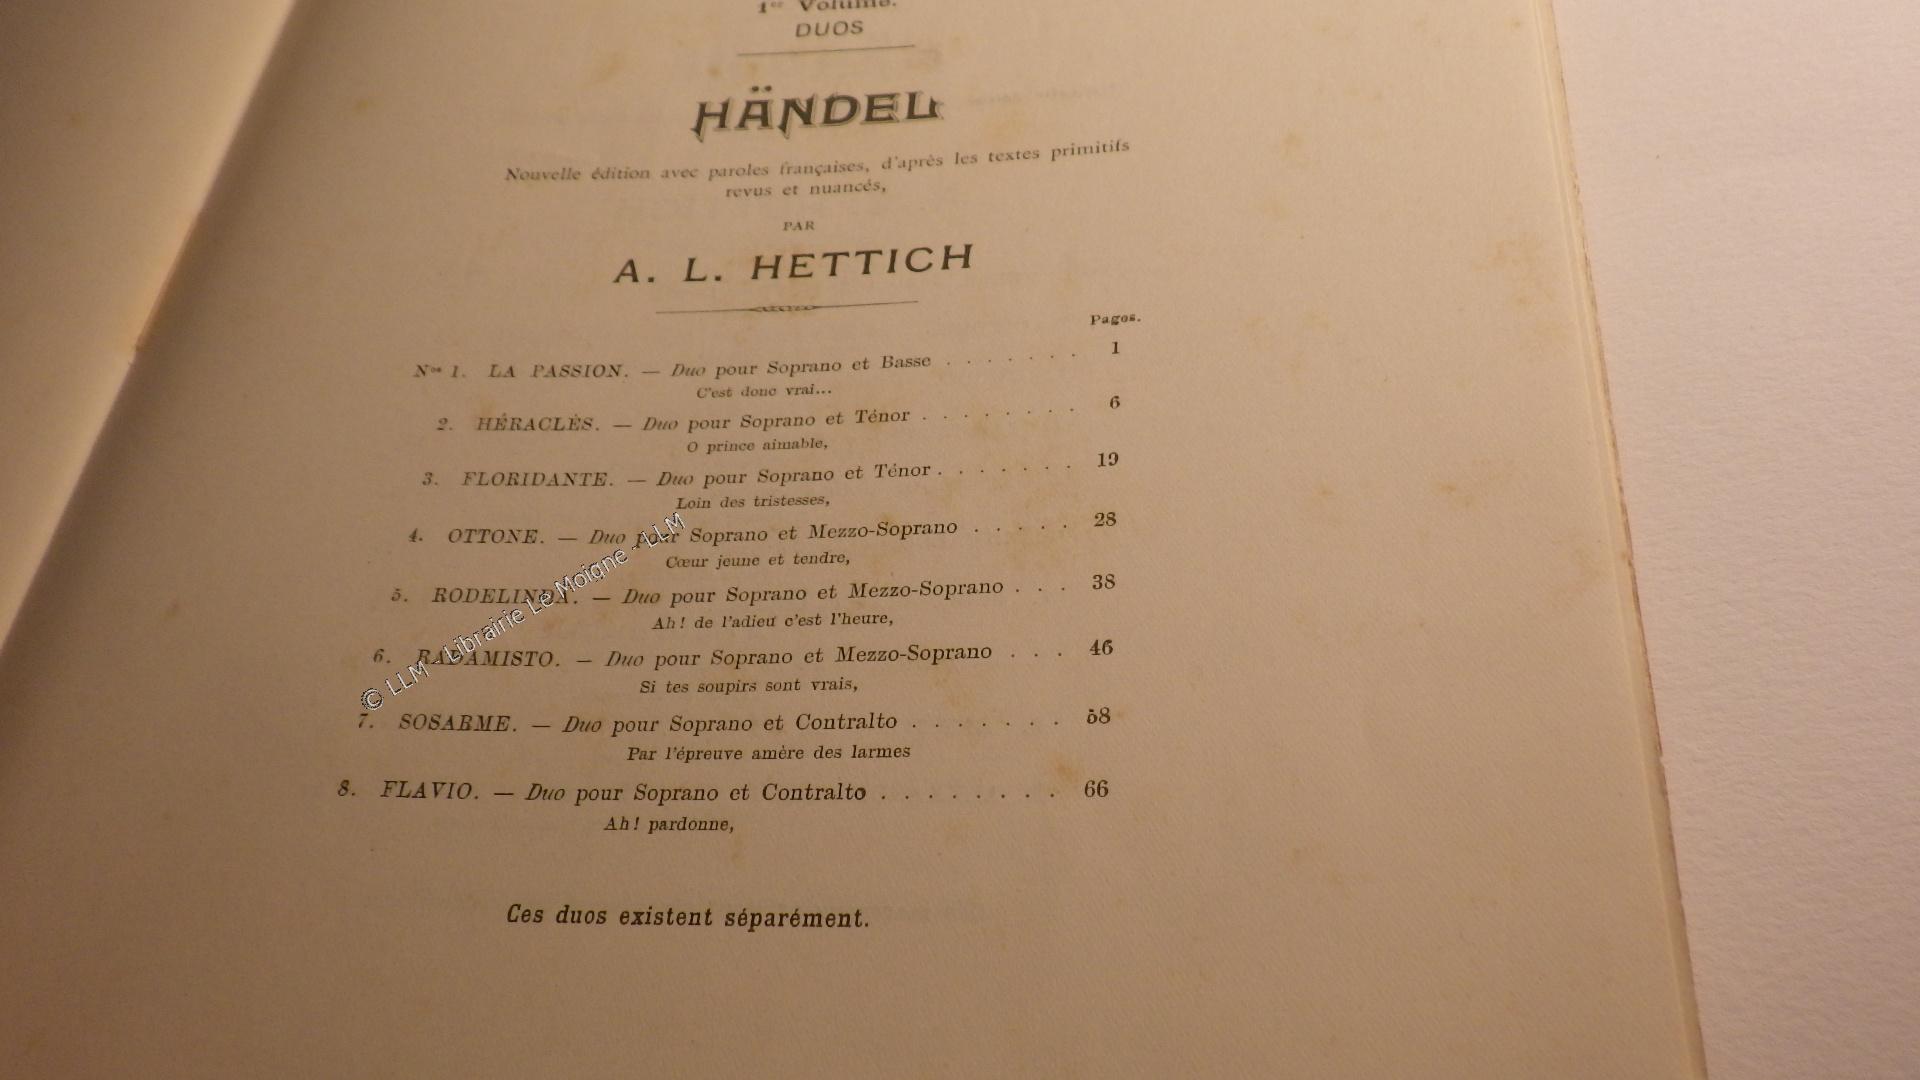 1er Volume.
DUOS
HÄNDEL
Nouvelle édition avec paroles françaises, d'après les textes primitifs
revus et nuancés,
PAR
A. L. HETTICH
Pages.
Nos 1. LA PASSION. — Duo pour Soprano et Basse . . . . . . . 1
C'est donc vrai...
2. HÉRACLÈS. — Duo pour Soprano et Ténor . . . . . . . . 6
O prince aimable,
3. FLORIDANTE. — Duo pour Soprano et Ténor . . . . . . . 19
Loin des tristesses,
4. OTTONE. — Duo pour Soprano et Mezzo-Soprano . . . . . 28
Cœur jeune et tendre,
5. RODELINDA. — Duo pour Soprano et Mezzo-Soprano . . . 38
Ah! de l'adieu c'est l'heure,
6. RADAMISTO. — Duo pour Soprano et Mezzo-Soprano . . . 46
Si tes soupirs sont vrais,
7. SOSARME. — Duo pour Soprano et Contralto . . . . . . . 58
Par l'épreuve amère des larmes
8. FLAVIO. — Duo pour Soprano et Contralto . . . . . . . . 66
Ah! pardonne,
Ces duos existent séparément.
© LLM - Librairie Le Moigne - LLM